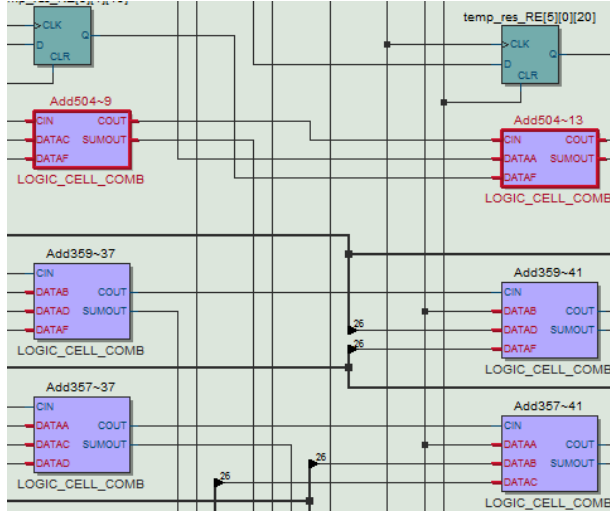 CLK
Q
D
CLR
temp_res_RE[5][0][20]
CLK
D
CLR
Add504~9
CIN
COUT
DATAC
SUMOUT
DATAF
LOGIC_CELL_COMB
Add504~13
CIN
COUT
DATAA
SUMOUT
DATAF
LOGIC_CELL_COMB
Add359~37
CIN
DATAB
COUT
DATAD
SUMOUT
DATAF
LOGIC_CELL_COMB
26
26
Add359~41
CIN
DATAB
COUT
DATAD
SUMOUT
DATAF
LOGIC_CELL_COMB
Add357~37
CIN
DATAA
COUT
DATAC
SUMOUT
DATAD
LOGIC_CELL_COMB
26
26
Add357~41
CIN
DATAA
COUT
DATAB
SUMOUT
DATAC
LOGIC_CELL_COMB